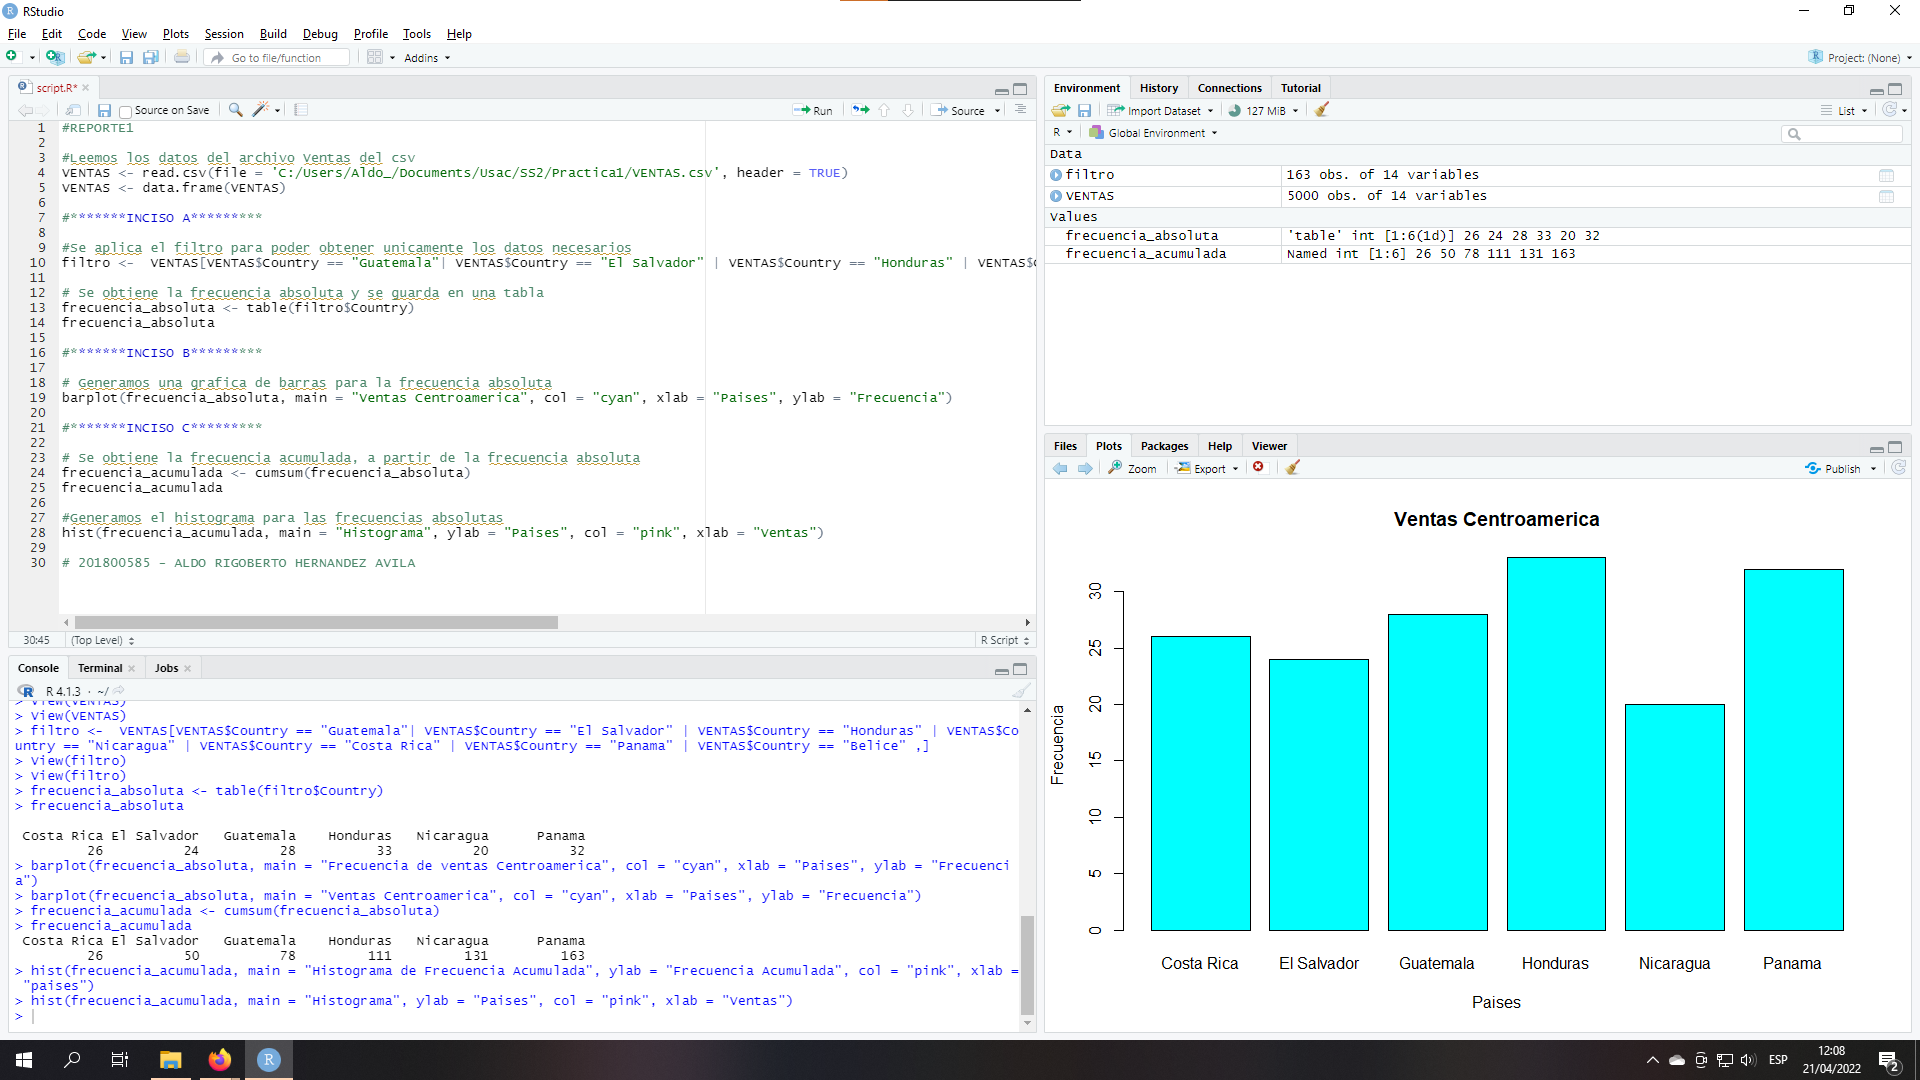 RStudio
File Edit Code View Plots Session Build Debug Profile Tools Help
Go to file/function Addins Project: (None)
script.R*
Source on Save Run Source
1 #REPORTE1
2
3 #Leemos los datos del archivo Ventas del csv
4 VENTAS <- read.csv(file = 'C:/Users/Aldo_/Documents/Usac/SS2/Practica1/VENTAS.csv', header = TRUE)
5 VENTAS <- data.frame(VENTAS)
6
7 #*******INCISO A*********
8
9 #Se aplica el filtro para poder obtener unicamente los datos necesarios
10 filtro <-  VENTAS[VENTAS$Country == "Guatemala"| VENTAS$Country == "El Salvador" | VENTAS$Country == "Honduras" | VENTAS$C
11
12 # Se obtiene la frecuencia absoluta y se guarda en una tabla
13 frecuencia_absoluta <- table(filtro$Country)
14 frecuencia_absoluta
15
16 #*******INCISO B*********
17
18 # Generamos una grafica de barras para la frecuencia absoluta
19 barplot(frecuencia_absoluta, main = "Ventas Centroamerica", col = "cyan", xlab = "Paises", ylab = "Frecuencia")
20
21 #*******INCISO C*********
22
23 # Se obtiene la frecuencia acumulada, a partir de la frecuencia absoluta
24 frecuencia_acumulada <- cumsum(frecuencia_absoluta)
25 frecuencia_acumulada
26
27 #Generamos el histograma para las frecuencias absolutas
28 hist(frecuencia_acumulada, main = "Histograma", ylab = "Paises", col = "pink", xlab = "Ventas")
29
30 # 201800585 - ALDO RIGOBERTO HERNANDEZ AVILA
30:45 (Top Level) R Script
Console Terminal Jobs
R 4.1.3 · ~/
> View(VENTAS)
> View(VENTAS)
> filtro <-  VENTAS[VENTAS$Country == "Guatemala"| VENTAS$Country == "El Salvador" | VENTAS$Country == "Honduras" | VENTAS$Co
untry == "Nicaragua" | VENTAS$Country == "Costa Rica" | VENTAS$Country == "Panama" | VENTAS$Country == "Belice" ,]
> View(filtro)
> View(filtro)
> frecuencia_absoluta <- table(filtro$Country)
> frecuencia_absoluta
Costa Rica El Salvador Guatemala Honduras Nicaragua Panama
26 24 28 33 20 32
> barplot(frecuencia_absoluta, main = "Frecuencia de ventas Centroamerica", col = "cyan", xlab = "Paises", ylab = "Frecuenci
a")
> barplot(frecuencia_absoluta, main = "Ventas Centroamerica", col = "cyan", xlab = "Paises", ylab = "Frecuencia")
> frecuencia_acumulada <- cumsum(frecuencia_absoluta)
> frecuencia_acumulada
Costa Rica El Salvador Guatemala Honduras Nicaragua Panama
26 50 78 111 131 163
> hist(frecuencia_acumulada, main = "Histograma de Frecuencia Acumulada", ylab = "Frecuencia Acumulada", col = "pink", xlab =
"paises")
> hist(frecuencia_acumulada, main = "Histograma", ylab = "Paises", col = "pink", xlab = "Ventas")
>
Environment History Connections Tutorial
Import Dataset 127 MiB List
R Global Environment
Data
filtro 163 obs. of 14 variables
VENTAS 5000 obs. of 14 variables
Values
frecuencia_absoluta 'table' int [1:6(1d)] 26 24 28 33 20 32
frecuencia_acumulada Named int [1:6] 26 50 78 111 131 163
Files Plots Packages Help Viewer
Zoom Export Publish
Ventas Centroamerica
Frecuencia
30
25
20
15
10
5
0
Costa Rica El Salvador Guatemala Honduras Nicaragua Panama
Paises
ESP 12:08
21/04/2022
2